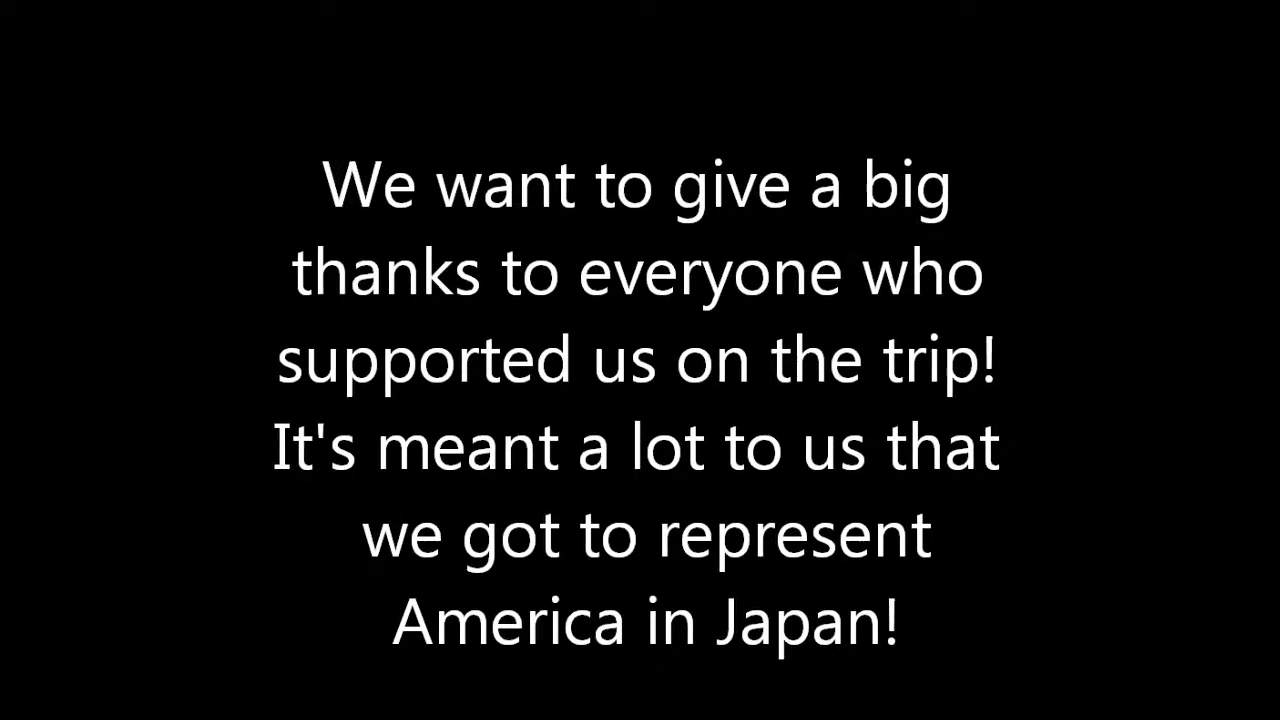 We want to give a big
thanks to everyone who
supported us on the trip!
It's meant a lot to us that
we got to represent
America in Japan!